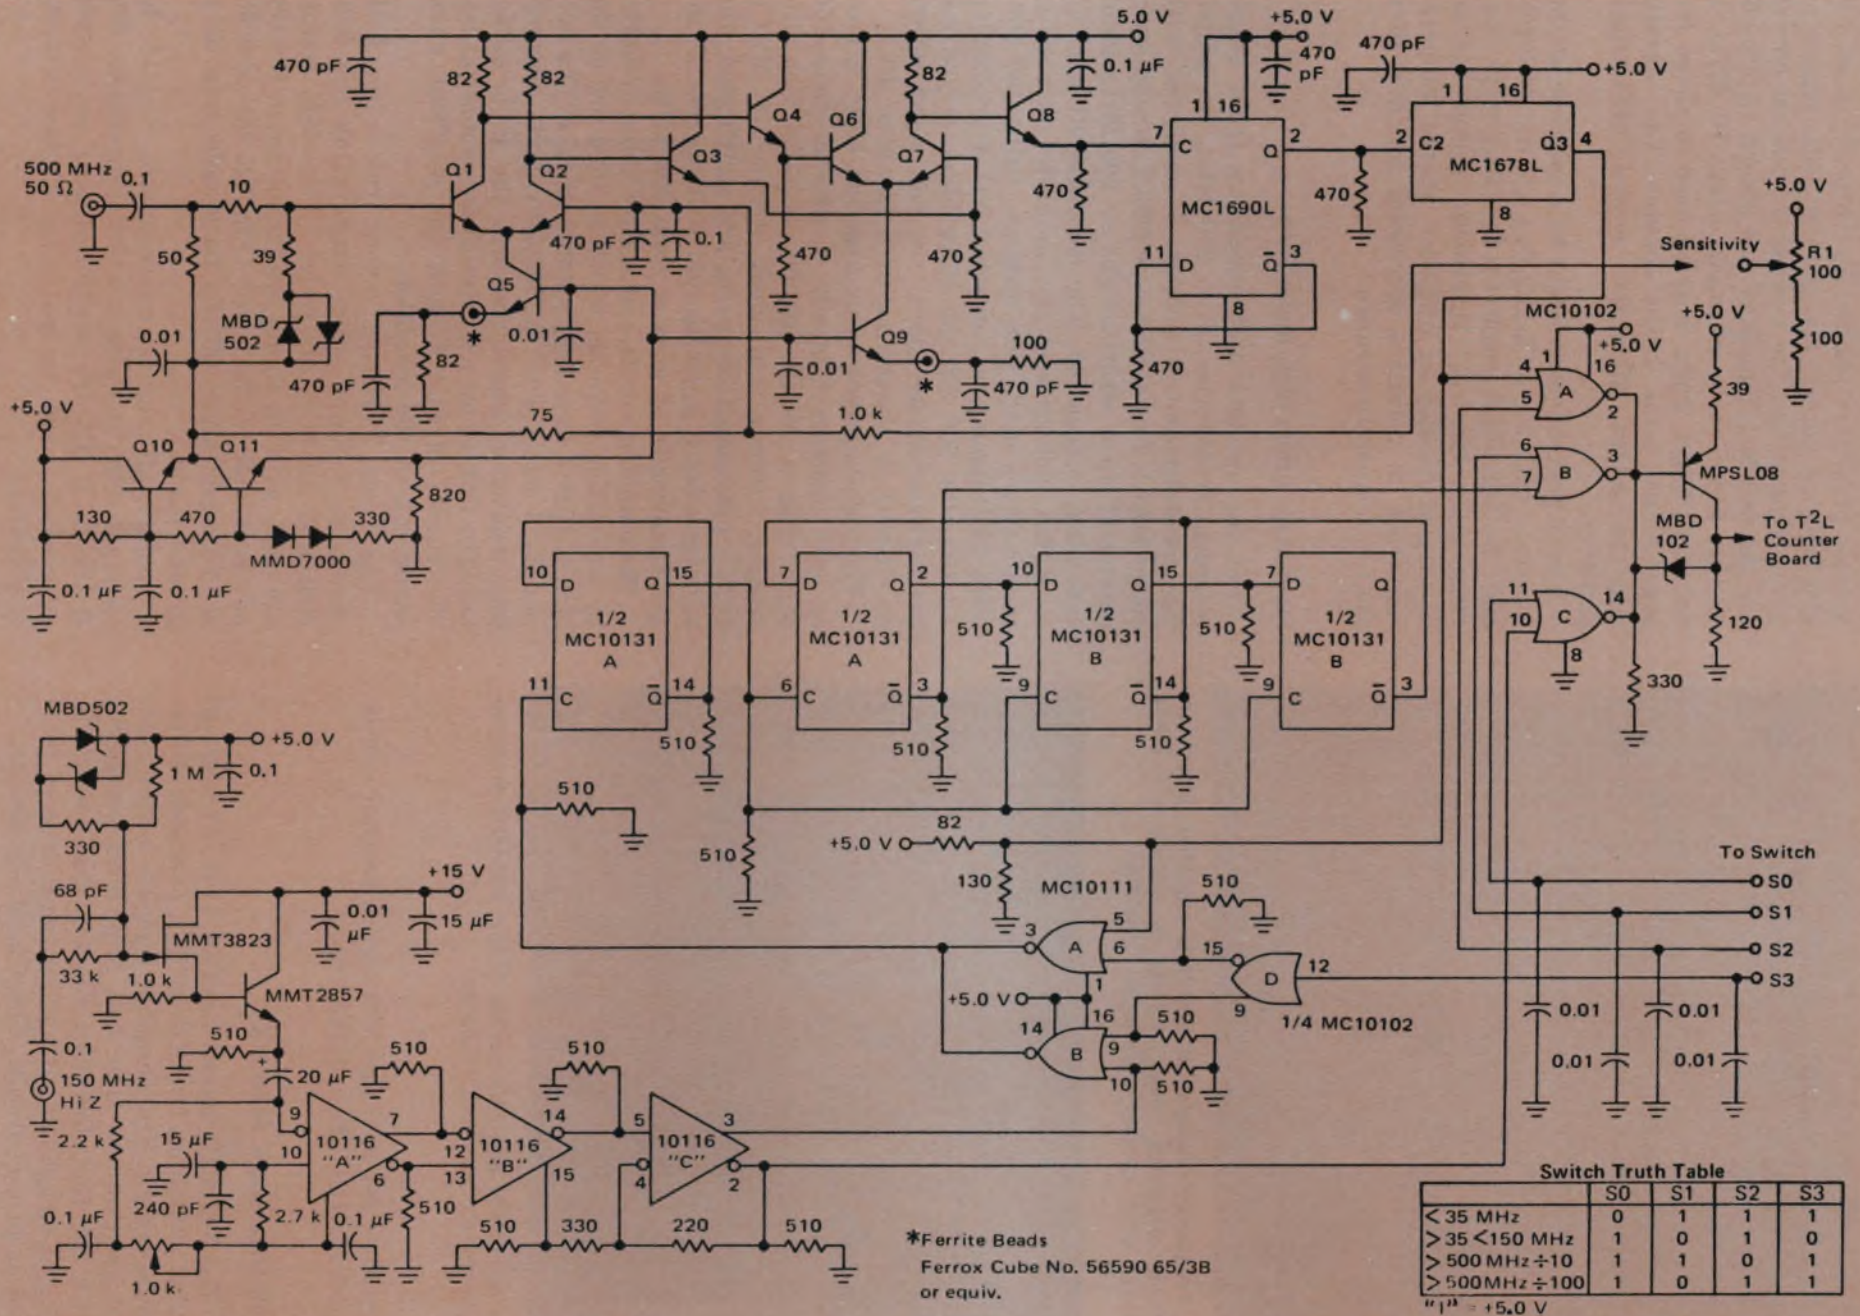 5.0 V
+5.0 V
470 pF
82
82
82
0.1 µF
470 pF
470 pF
+5.0 V
Q4
Q6
Q8
1
16
1
16
7
C
Q
2
2
C2
Q3
4
MC1678L
8
500 MHz
50 Ω
0.1
10
Q1
Q2
Q3
Q7
470
MC1690L
470
+5.0 V
50
39
470 pF
0.1
470
470
11
D
Q̄
3
8
Sensitivity
R1
100
Q5
MBD
502
*
0.01
Q9
MC10102
+5.0 V
+5.0 V
0.01
82
470 pF
0.01
100
*
470 pF
470
1
16
4
5
A
2
39
100
+5.0 V
75
1.0 k
Q10
Q11
820
6
7
B
3
MPSL08
130
470
330
MMD7000
MBD
102
To T²L
Counter
Board
0.1 µF
0.1 µF
10
D
Q
15
1/2
MC10131
A
11
C
Q̄
14
7
D
Q
2
1/2
MC10131
A
6
C
Q̄
3
510
10
D
Q
15
1/2
MC10131
B
9
C
Q̄
14
510
7
D
Q
1/2
MC10131
B
9
C
Q̄
3
11
10
C
14
8
120
330
510
510
510
MBD502
+5.0 V
1 M
0.1
330
510
510
+5.0 V
82
130
MC10111
To Switch
S0
S1
S2
S3
68 pF
+15 V
0.01
µF
15 µF
MMT3823
33 k
1.0 k
MMT2857
510
3
A
5
6
1
15
D
12
9
1/4 MC10102
+5.0 V
14
16
B
9
10
510
510
0.01
0.01
0.01
0.01
0.1
150 MHz
Hi Z
510
+
20 µF
510
510
2.2 k
15 µF
9
10
10116
"A"
7
6
12
13
10116
"B"
14
15
5
4
10116
"C"
3
2
240 pF
2.7 k
510
0.1 µF
0.1 µF
1.0 k
510
330
220
510
*Ferrite Beads
Ferrox Cube No. 56590 65/3B
or equiv.
Switch Truth Table
S0 S1 S2 S3
< 35 MHz 0 1 1 1
> 35 <150 MHz 1 0 1 0
> 500 MHz ÷10 1 1 0 1
> 500 MHz ÷100 1 0 1 1
"1" = +5.0 V